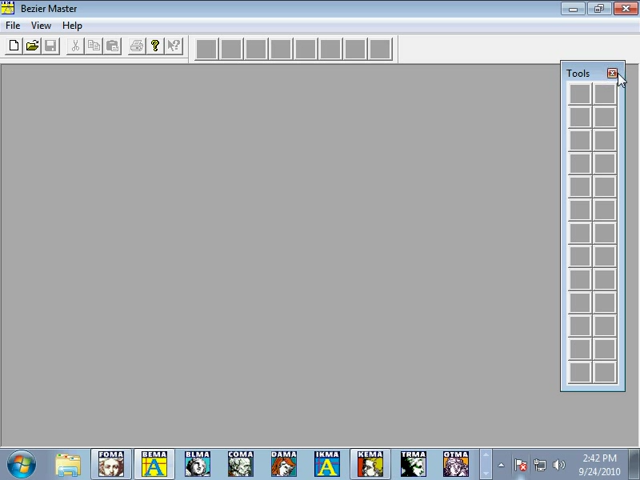 Bezier Master
File View Help
Tools
FOMA BEMA BLMA COMA DAMA IKMA KEMA TRMA OTMA
2:42 PM
9/24/2010